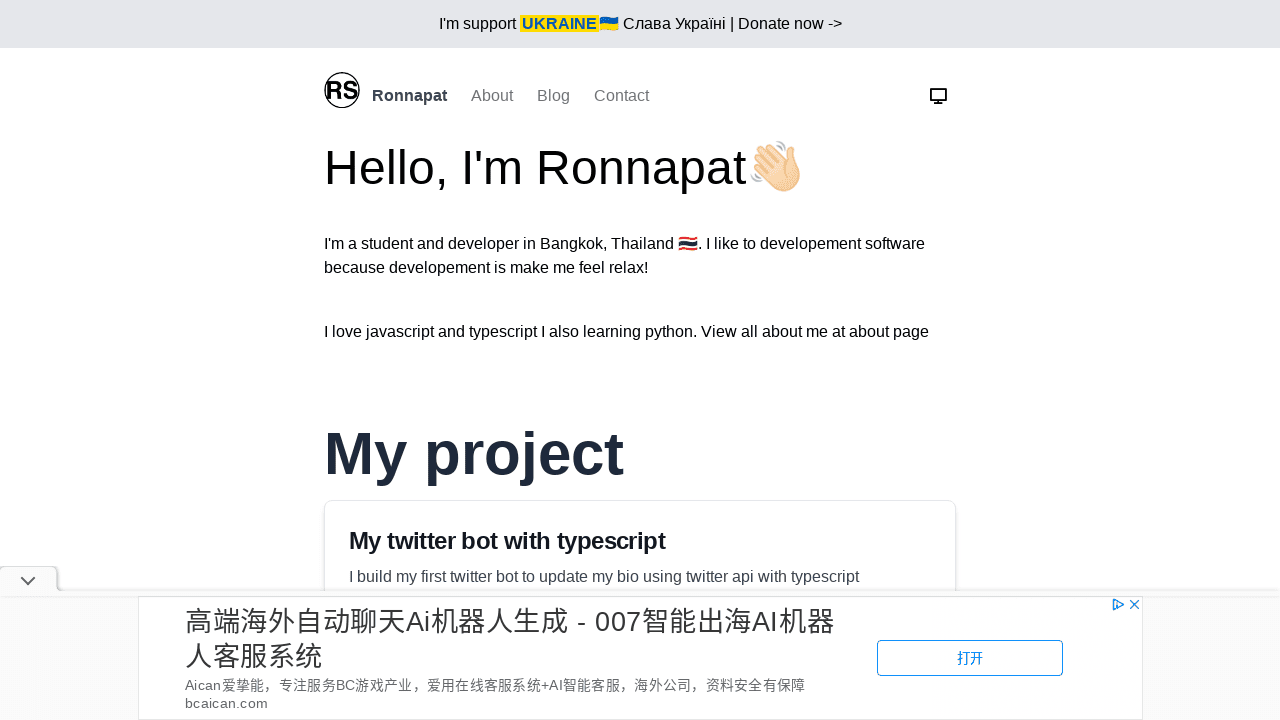 I'm support UKRAINE🇺🇦 Слава Україні | Donate now ->
RS Ronnapat About Blog Contact
Hello, I'm Ronnapat👋🏻
I'm a student and developer in Bangkok, Thailand 🇹🇭. I like to developement software
because developement is make me feel relax!
I love javascript and typescript I also learning python. View all about me at about page
My project
My twitter bot with typescript
I build my first twitter bot to update my bio using twitter api with typescript
高端海外自动聊天Ai机器人生成 - 007智能出海AI机器
人客服系统
Aican爱挚能，专注服务BC游戏产业，爱用在线客服系统+AI智能客服，海外公司，资料安全有保障
bcaican.com
打开